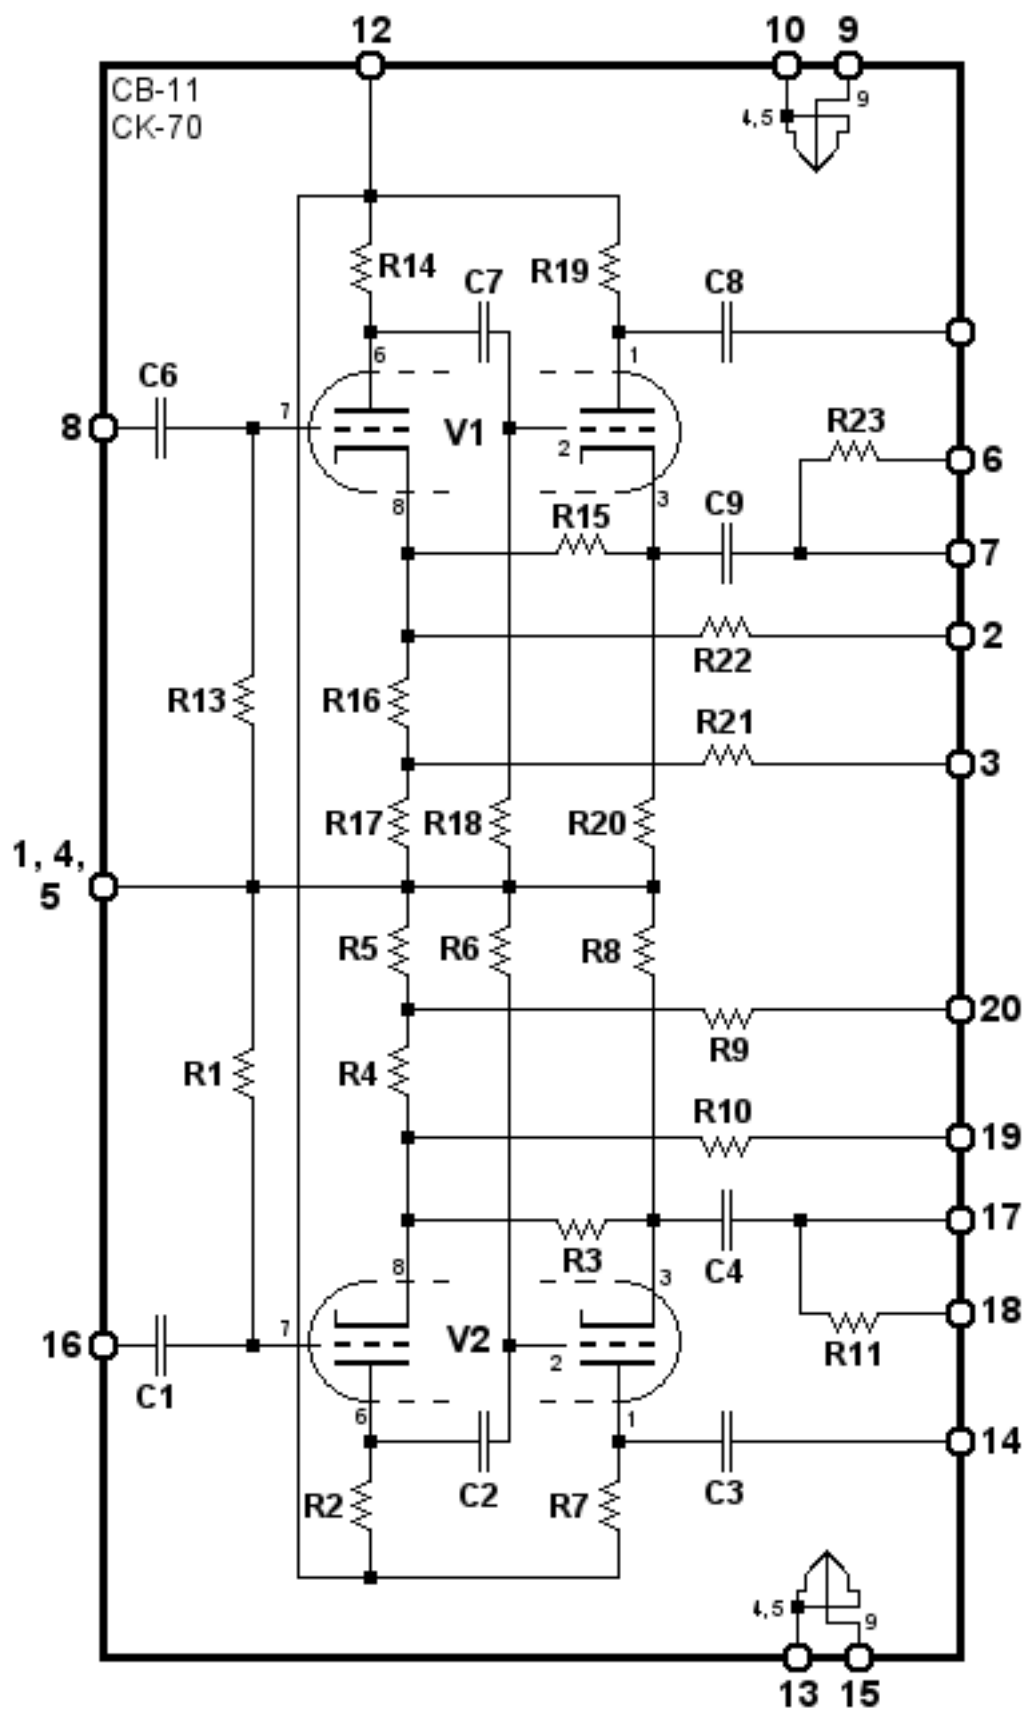 12
10
9
CB-11
CK-70
4,5
9
R14
C7
R19
C8
6
1
C6
7
8
V1
2
R23
6
8
3
R15
C9
7
2
R22
R13
R16
R21
3
R17
R18
R20
1, 4,
5
R5
R6
R8
20
R9
R1
R4
R10
19
17
R3
C4
8
3
18
7
V2
2
R11
16
C1
6
1
14
C2
C3
R2
R7
4,5
9
13
15